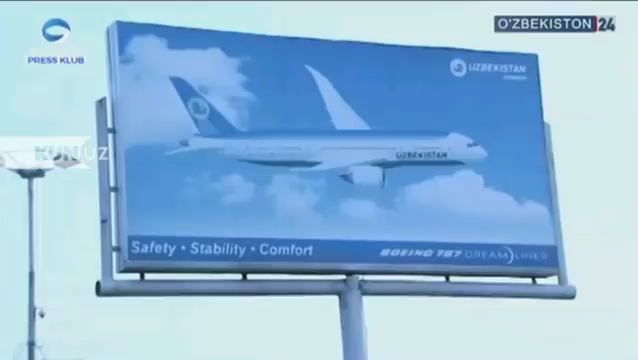 PRESS KLUB
O'ZBEKISTON 24
UZBEKISTAN
KUN.UZ
UZBEKISTAN
Safety • Stability • Comfort
BOEING 787 DREAMLINER